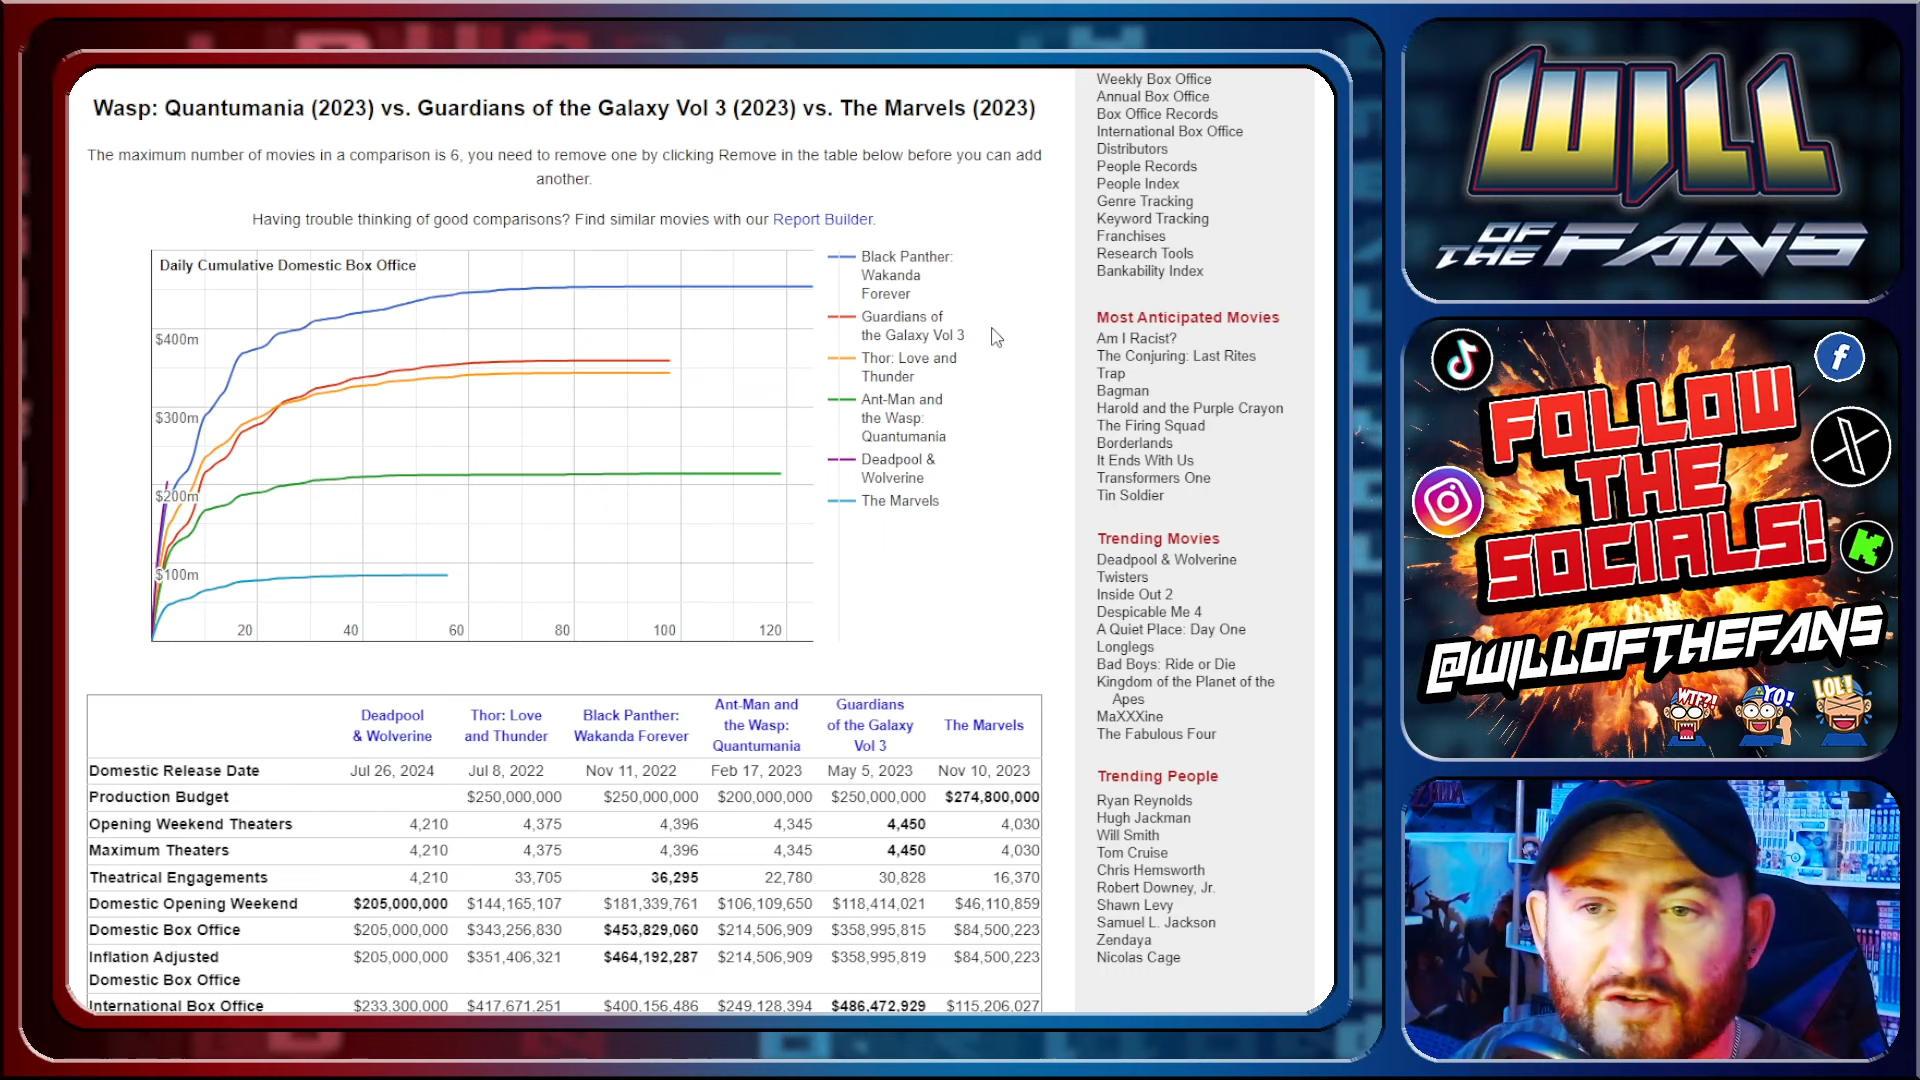 Wasp: Quantumania (2023) vs. Guardians of the Galaxy Vol 3 (2023) vs. The Marvels (2023)
The maximum number of movies in a comparison is 6, you need to remove one by clicking Remove in the table below before you can add
another.
Having trouble thinking of good comparisons? Find similar movies with our Report Builder.
Daily Cumulative Domestic Box Office
$400m
$300m
$200m
$100m
20 40 60 80 100 120
Black Panther:
Wakanda
Forever
Guardians of
the Galaxy Vol 3
Thor: Love and
Thunder
Ant-Man and
the Wasp:
Quantumania
Deadpool &
Wolverine
The Marvels
Deadpool & Wolverine Thor: Love and Thunder Black Panther: Wakanda Forever Ant-Man and the Wasp: Quantumania Guardians of the Galaxy Vol 3 The Marvels
Domestic Release Date Jul 26, 2024 Jul 8, 2022 Nov 11, 2022 Feb 17, 2023 May 5, 2023 Nov 10, 2023
Production Budget $250,000,000 $250,000,000 $200,000,000 $250,000,000 $274,800,000
Opening Weekend Theaters 4,210 4,375 4,396 4,345 4,450 4,030
Maximum Theaters 4,210 4,375 4,396 4,345 4,450 4,030
Theatrical Engagements 4,210 33,705 36,295 22,780 30,828 16,370
Domestic Opening Weekend $205,000,000 $144,165,107 $181,339,761 $106,109,650 $118,414,021 $46,110,859
Domestic Box Office $205,000,000 $343,256,830 $453,829,060 $214,506,909 $358,995,815 $84,500,223
Inflation Adjusted $205,000,000 $351,406,321 $464,192,287 $214,506,909 $358,995,819 $84,500,223
Domestic Box Office
International Box Office $233,300,000 $417,671,251 $400,156,486 $249,128,394 $486,472,929 $115,206,027
Weekly Box Office
Annual Box Office
Box Office Records
International Box Office
Distributors
People Records
People Index
Genre Tracking
Keyword Tracking
Franchises
Research Tools
Bankability Index
Most Anticipated Movies
Am I Racist?
The Conjuring: Last Rites
Trap
Bagman
Harold and the Purple Crayon
The Firing Squad
Borderlands
It Ends With Us
Transformers One
Tin Soldier
Trending Movies
Deadpool & Wolverine
Twisters
Inside Out 2
Despicable Me 4
A Quiet Place: Day One
Longlegs
Bad Boys: Ride or Die
Kingdom of the Planet of the
Apes
MaXXXine
The Fabulous Four
Trending People
Ryan Reynolds
Hugh Jackman
Will Smith
Tom Cruise
Chris Hemsworth
Robert Downey, Jr.
Shawn Levy
Samuel L. Jackson
Zendaya
Nicolas Cage
WILL
OF THE FANS
FOLLOW
THE
SOCIALS!
@WILLOFTHEFANS
WTF?!
YO!
LOL!